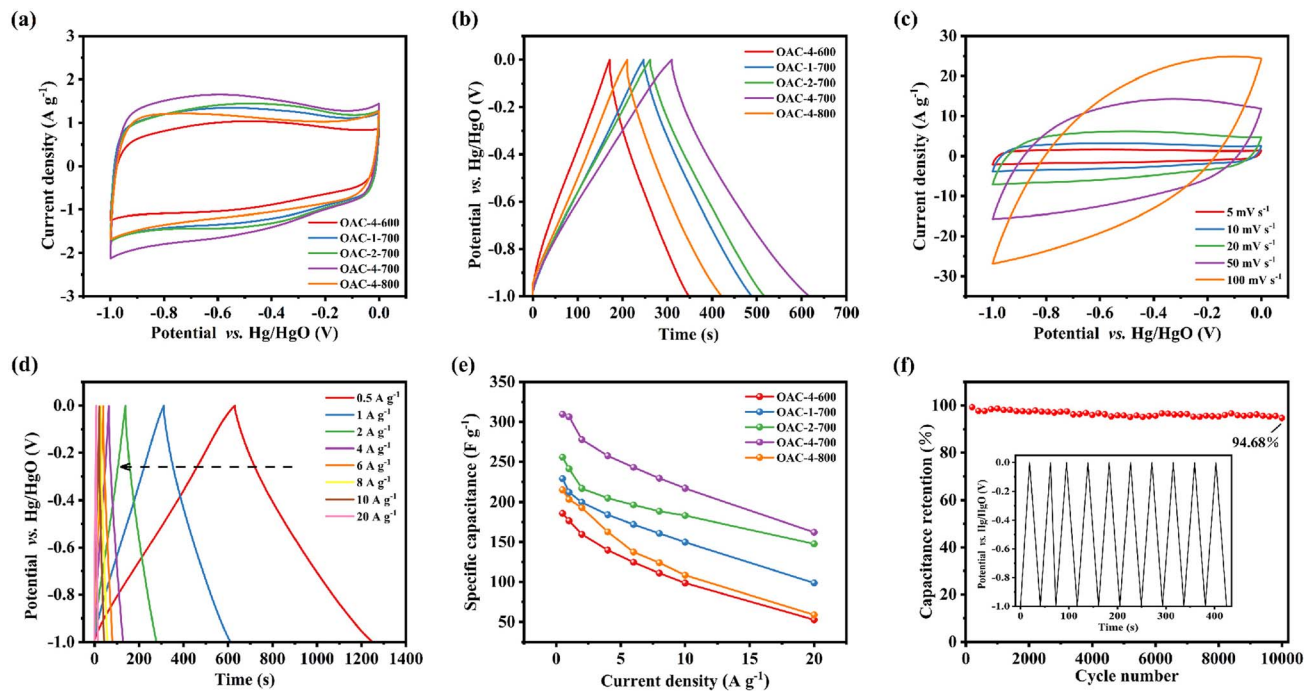 (a)
3
2
1
0
-1
-2
-3
Current density (A g⁻¹)
-1.0
-0.8
-0.6
-0.4
-0.2
0.0
Potential vs. Hg/HgO (V)
OAC-4-600
OAC-1-700
OAC-2-700
OAC-4-700
OAC-4-800
(b)
0.0
-0.2
-0.4
-0.6
-0.8
-1.0
Potential vs. Hg/HgO (V)
0
100
200
300
400
500
600
700
Time (s)
OAC-4-600
OAC-1-700
OAC-2-700
OAC-4-700
OAC-4-800
(c)
30
20
10
0
-10
-20
-30
Current density (A g⁻¹)
-1.0
-0.8
-0.6
-0.4
-0.2
0.0
Potential vs. Hg/HgO (V)
5 mV s⁻¹
10 mV s⁻¹
20 mV s⁻¹
50 mV s⁻¹
100 mV s⁻¹
(d)
0.0
-0.2
-0.4
-0.6
-0.8
-1.0
Potential vs. Hg/HgO (V)
0
200
400
600
800
1000
1200
1400
Time (s)
0.5 A g⁻¹
1 A g⁻¹
2 A g⁻¹
4 A g⁻¹
6 A g⁻¹
8 A g⁻¹
10 A g⁻¹
20 A g⁻¹
(e)
350
300
250
200
150
100
50
Specific capacitance (F g⁻¹)
0
5
10
15
20
Current density (A g⁻¹)
OAC-4-600
OAC-1-700
OAC-2-700
OAC-4-700
OAC-4-800
(f)
120
100
80
60
40
20
0
Capacitance retention (%)
0
2000
4000
6000
8000
10000
Cycle number
94.68%
0.0
-0.2
-0.4
-0.6
-0.8
-1.0
Potential vs. Hg/HgO (V)
0
50
100
150
200
250
300
350
400
Time (s)